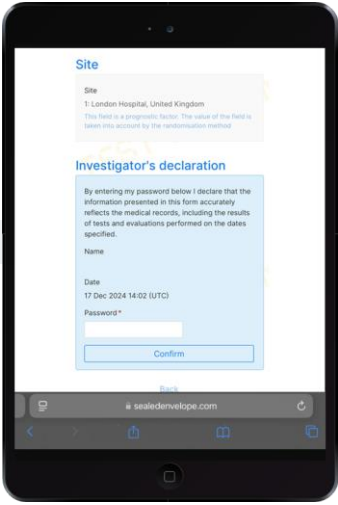 Site
Site
1: London Hospital, United Kingdom
This field is a prognostic factor. The value of the field is
taken into account by the randomisation method
Investigator's declaration
By entering my password below I declare that the
information presented in this form accurately
reflects the medical records, including the results
of tests and evaluations performed on the dates
specified.
Name
Date
17 Dec 2024 14:02 (UTC)
Password*
Confirm
Back
sealedenvelope.com